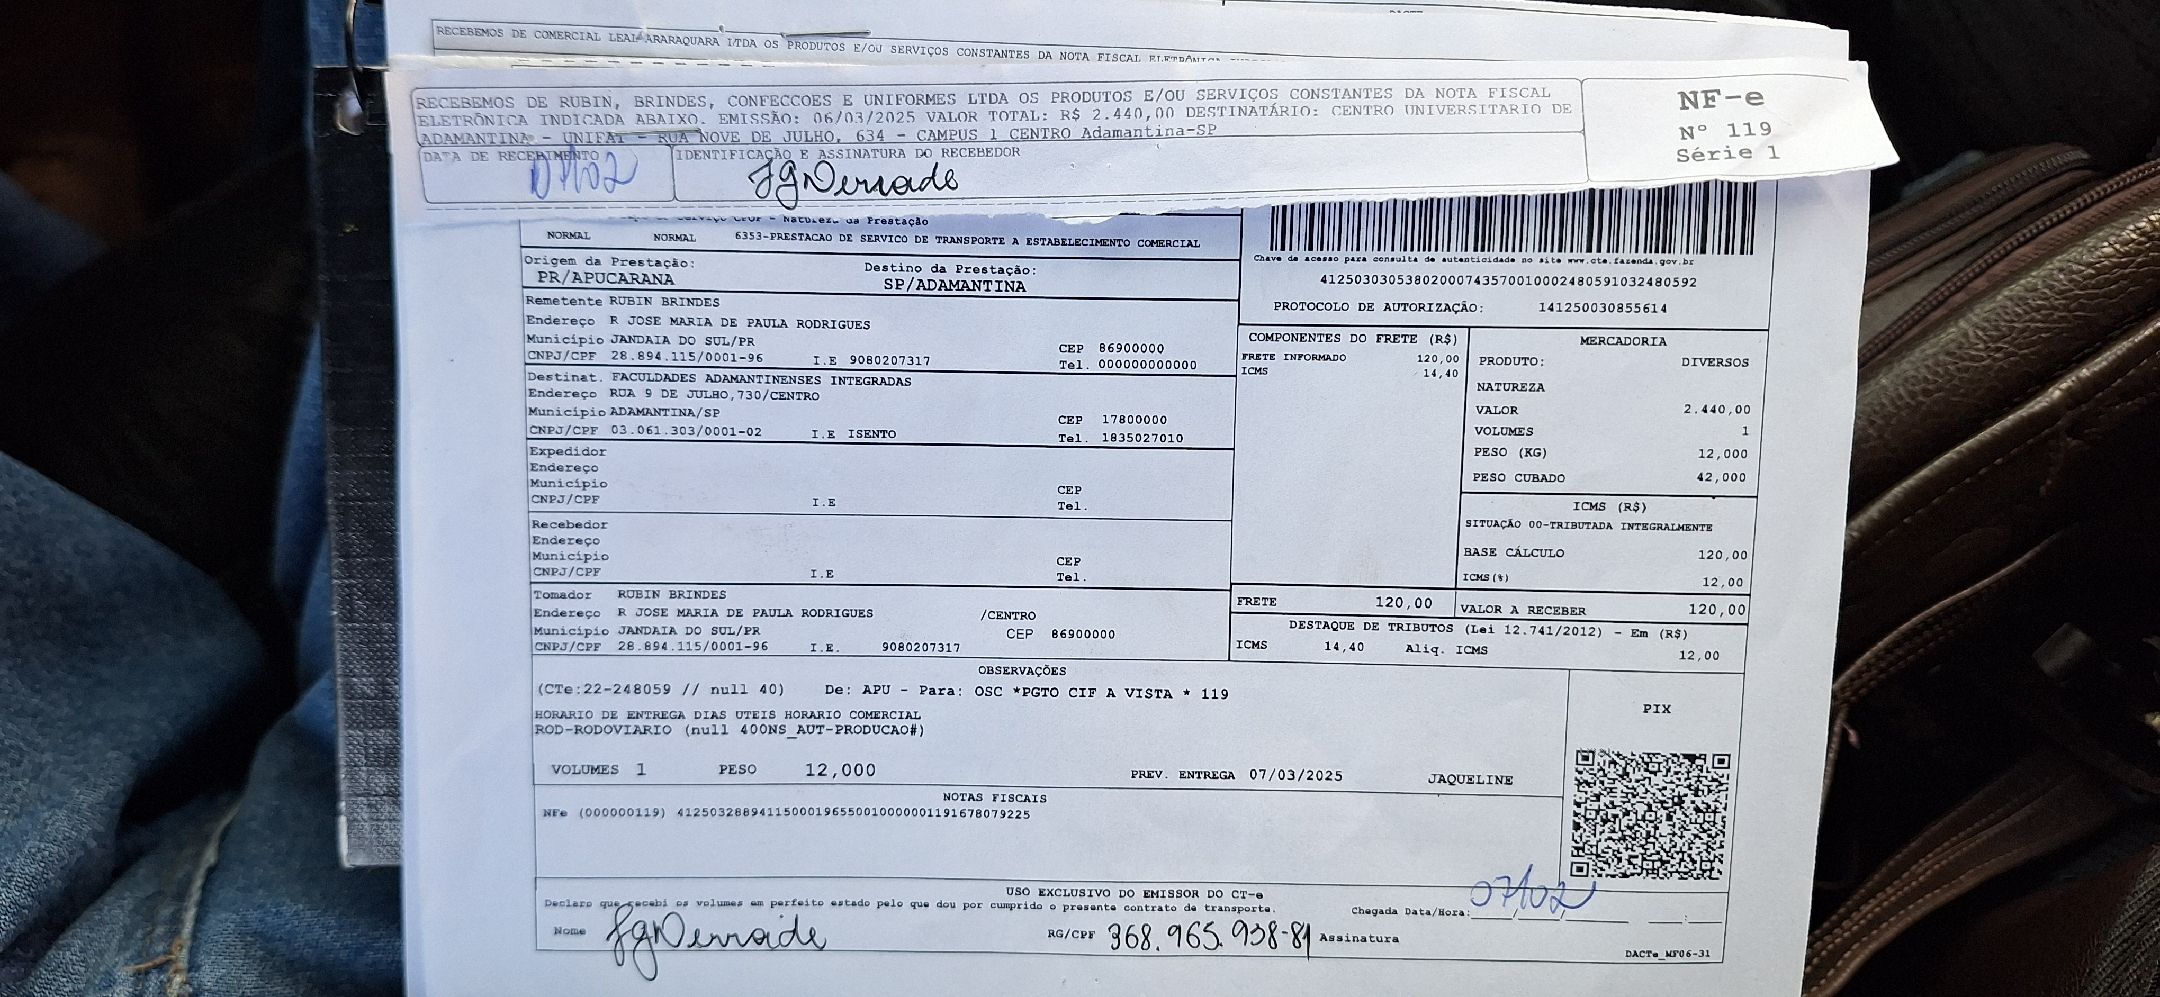 RECEBEMOS DE COMERCIAL LEAL ARARAQUARA LTDA OS PRODUTOS E/OU SERVIÇOS CONSTANTES DA NOTA FISCAL ELETRÔNICA
RECEBEMOS DE RUBIN, BRINDES, CONFECCOES E UNIFORMES LTDA OS PRODUTOS E/OU SERVIÇOS CONSTANTES DA NOTA FISCAL
ELETRÔNICA INDICADA ABAIXO. EMISSÃO: 06/03/2025 VALOR TOTAL: R$ 2.440,00 DESTINATÁRIO: CENTRO UNIVERSITARIO DE
ADAMANTINA - UNIFAI - RUA NOVE DE JULHO, 634 - CAMPUS 1 CENTRO Adamantina-SP
NF-e
Nº 119
Série 1
DATA DE RECEBIMENTO
07/02
IDENTIFICAÇÃO E ASSINATURA DO RECEBEDOR
CFOP - Natureza da Prestação
NORMAL NORMAL 6353-PRESTACAO DE SERVICO DE TRANSPORTE A ESTABELECIMENTO COMERCIAL
Origem da Prestação:
PR/APUCARANA
Destino da Prestação:
SP/ADAMANTINA
Chave de acesso para consulta de autenticidade no site www.cte.fazenda.gov.br
41250303053802000743570010002480591032480592
PROTOCOLO DE AUTORIZAÇÃO: 141250030855614
Remetente RUBIN BRINDES
Endereço R JOSE MARIA DE PAULA RODRIGUES
Município JANDAIA DO SUL/PR CEP 86900000
CNPJ/CPF 28.894.115/0001-96 I.E 9080207317 Tel. 000000000000
Destinat. FACULDADES ADAMANTINENSES INTEGRADAS
Endereço RUA 9 DE JULHO,730/CENTRO
Município ADAMANTINA/SP CEP 17800000
CNPJ/CPF 03.061.303/0001-02 I.E ISENTO Tel. 1835027010
Expedidor
Endereço
Município CEP
CNPJ/CPF I.E Tel.
Recebedor
Endereço
Município CEP
CNPJ/CPF I.E Tel.
Tomador RUBIN BRINDES
Endereço R JOSE MARIA DE PAULA RODRIGUES /CENTRO
Município JANDAIA DO SUL/PR CEP 86900000
CNPJ/CPF 28.894.115/0001-96 I.E. 9080207317
COMPONENTES DO FRETE (R$)
FRETE INFORMADO 120,00
ICMS 14,40
MERCADORIA
PRODUTO: DIVERSOS
NATUREZA
VALOR 2.440,00
VOLUMES 1
PESO (KG) 12,000
PESO CUBADO 42,000
ICMS (R$)
SITUAÇÃO 00-TRIBUTADA INTEGRALMENTE
BASE CÁLCULO 120,00
ICMS(%) 12,00
FRETE 120,00 VALOR A RECEBER 120,00
DESTAQUE DE TRIBUTOS (Lei 12.741/2012) - Em (R$)
ICMS 14,40 Aliq. ICMS 12,00
OBSERVAÇÕES
(CTe:22-248059 // null 40) De: APU - Para: OSC *PGTO CIF A VISTA * 119
HORARIO DE ENTREGA DIAS UTEIS HORARIO COMERCIAL
ROD-RODOVIARIO (null 400NS_AUT-PRODUCAO#)
PIX
VOLUMES 1 PESO 12,000 PREV. ENTREGA 07/03/2025 JAQUELINE
NOTAS FISCAIS
NFe (000000119) 41250328894115000196550010000001191678079225
USO EXCLUSIVO DO EMISSOR DO CT-e
Declaro que recebi os volumes em perfeito estado pelo que dou por cumprido o presente contrato de transporte.
Chegada Data/Hora: 07/02
Nome RG/CPF 368.965.938-81 Assinatura
DACTe_MF06-31